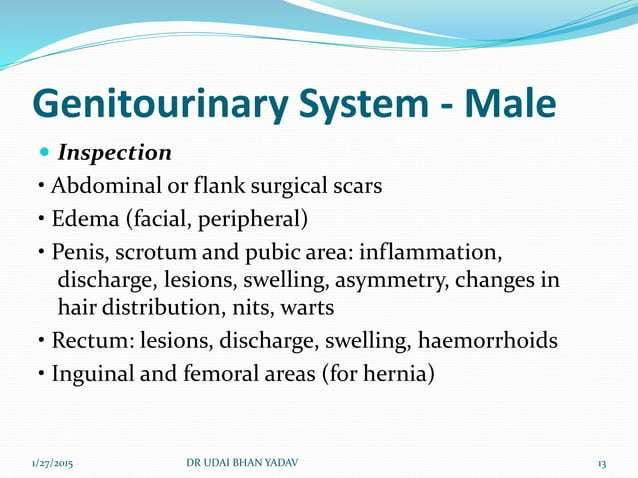 Genitourinary System - Male
• Inspection
• Abdominal or flank surgical scars
• Edema (facial, peripheral)
• Penis, scrotum and pubic area: inflammation,
discharge, lesions, swelling, asymmetry, changes in
hair distribution, nits, warts
• Rectum: lesions, discharge, swelling, haemorrhoids
• Inguinal and femoral areas (for hernia)
1/27/2015 DR UDAI BHAN YADAV 13